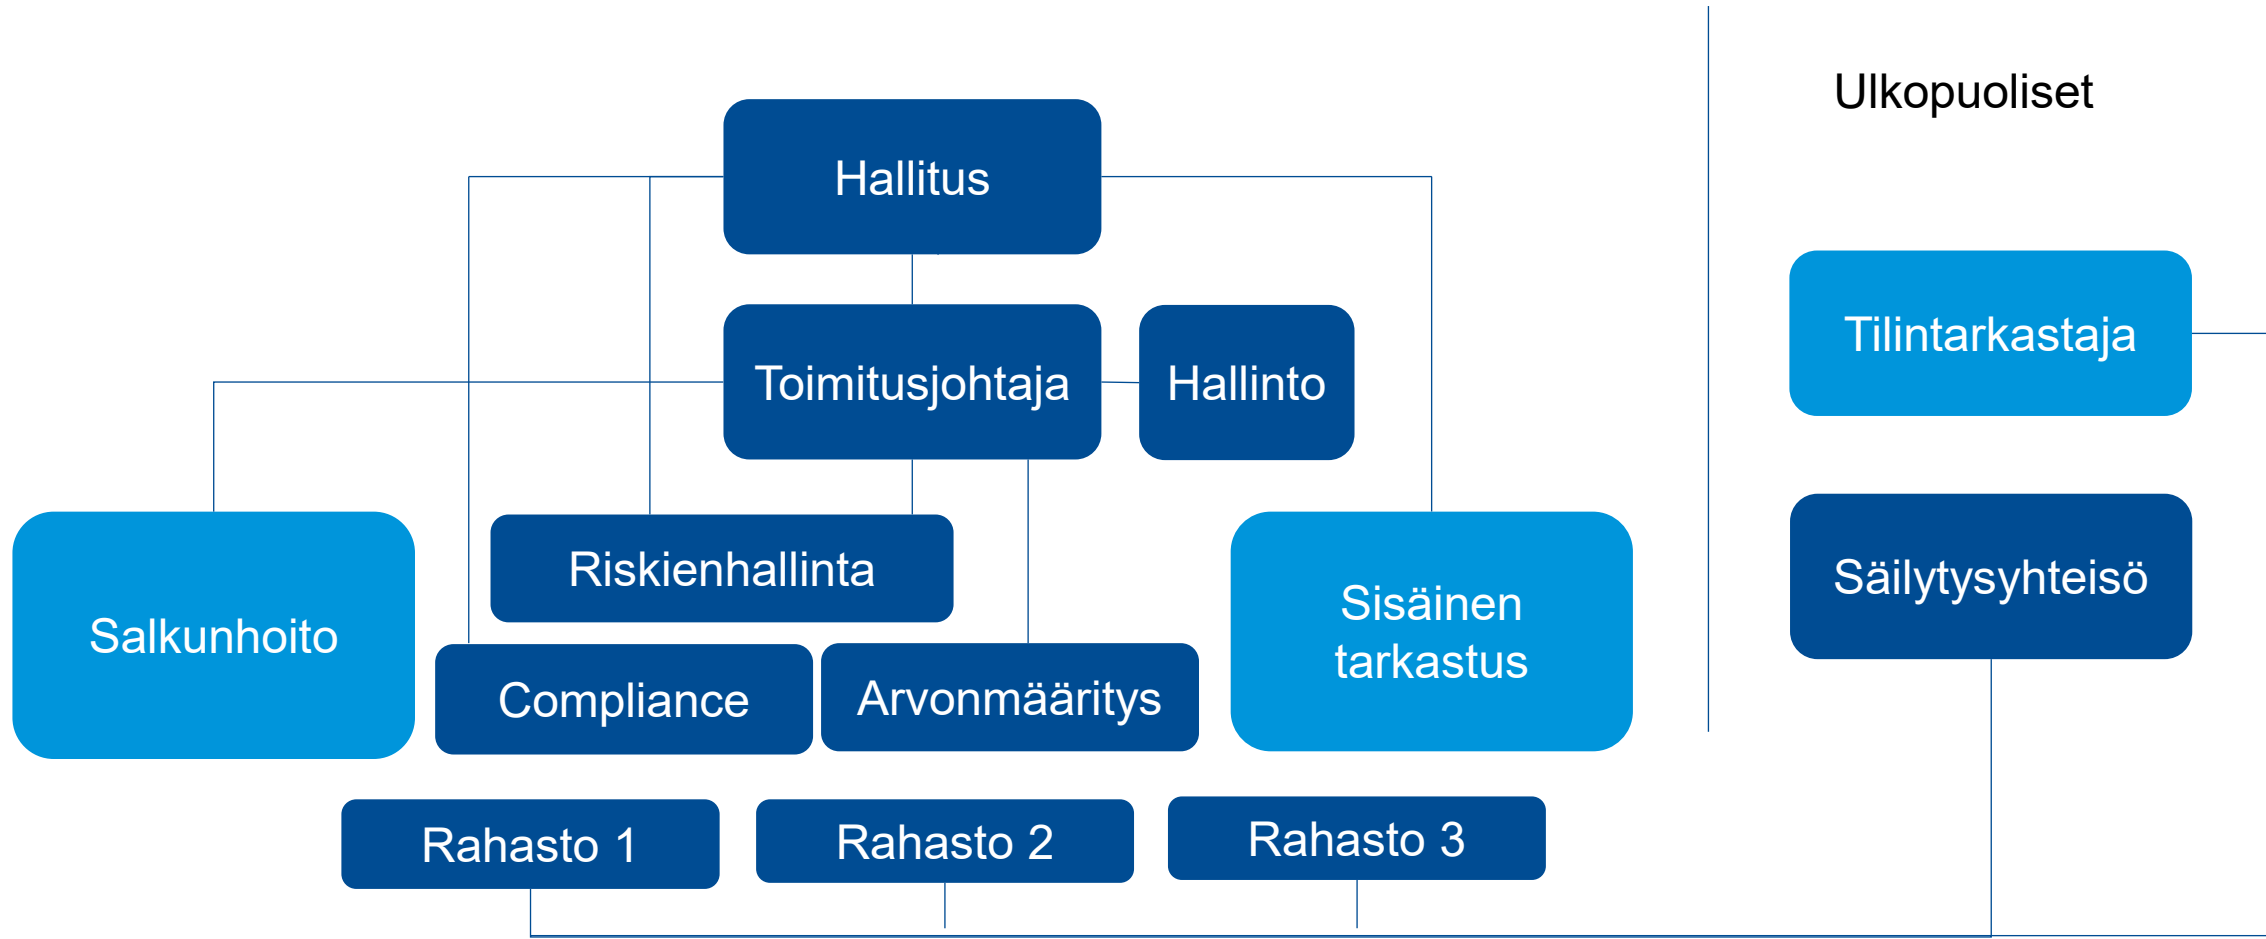 Ulkopuoliset
Hallitus
Toimitusjohtaja
Hallinto
Tilintarkastaja
Riskienhallinta
Salkunhoito
Compliance
Arvonmääritys
Sisäinen
tarkastus
Säilytysyhteisö
Rahasto 1
Rahasto 2
Rahasto 3